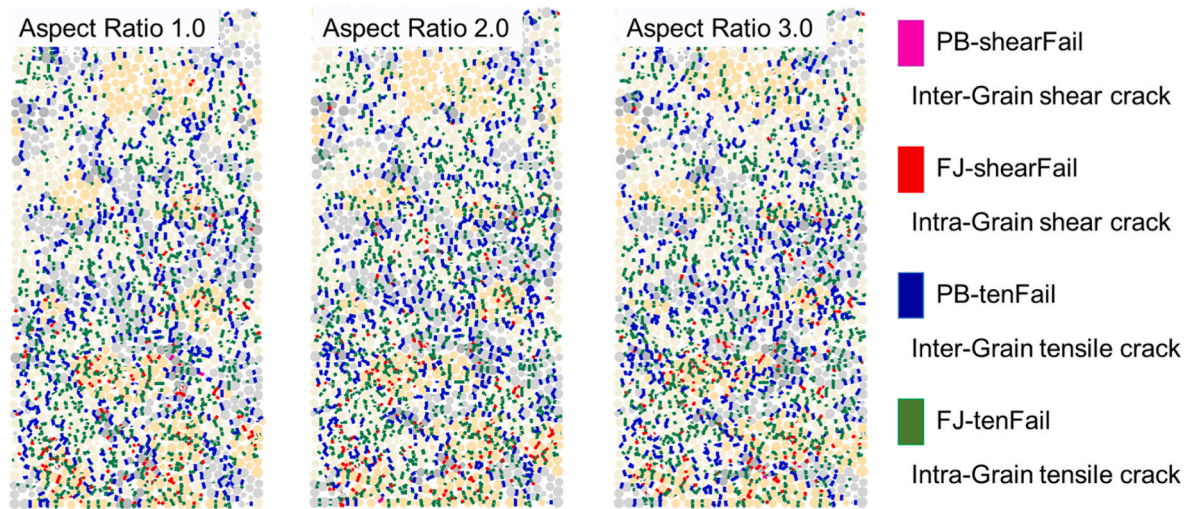 Aspect Ratio 1.0
Aspect Ratio 2.0
Aspect Ratio 3.0
PB-shearFail
Inter-Grain shear crack
FJ-shearFail
Intra-Grain shear crack
PB-tenFail
Inter-Grain tensile crack
FJ-tenFail
Intra-Grain tensile crack